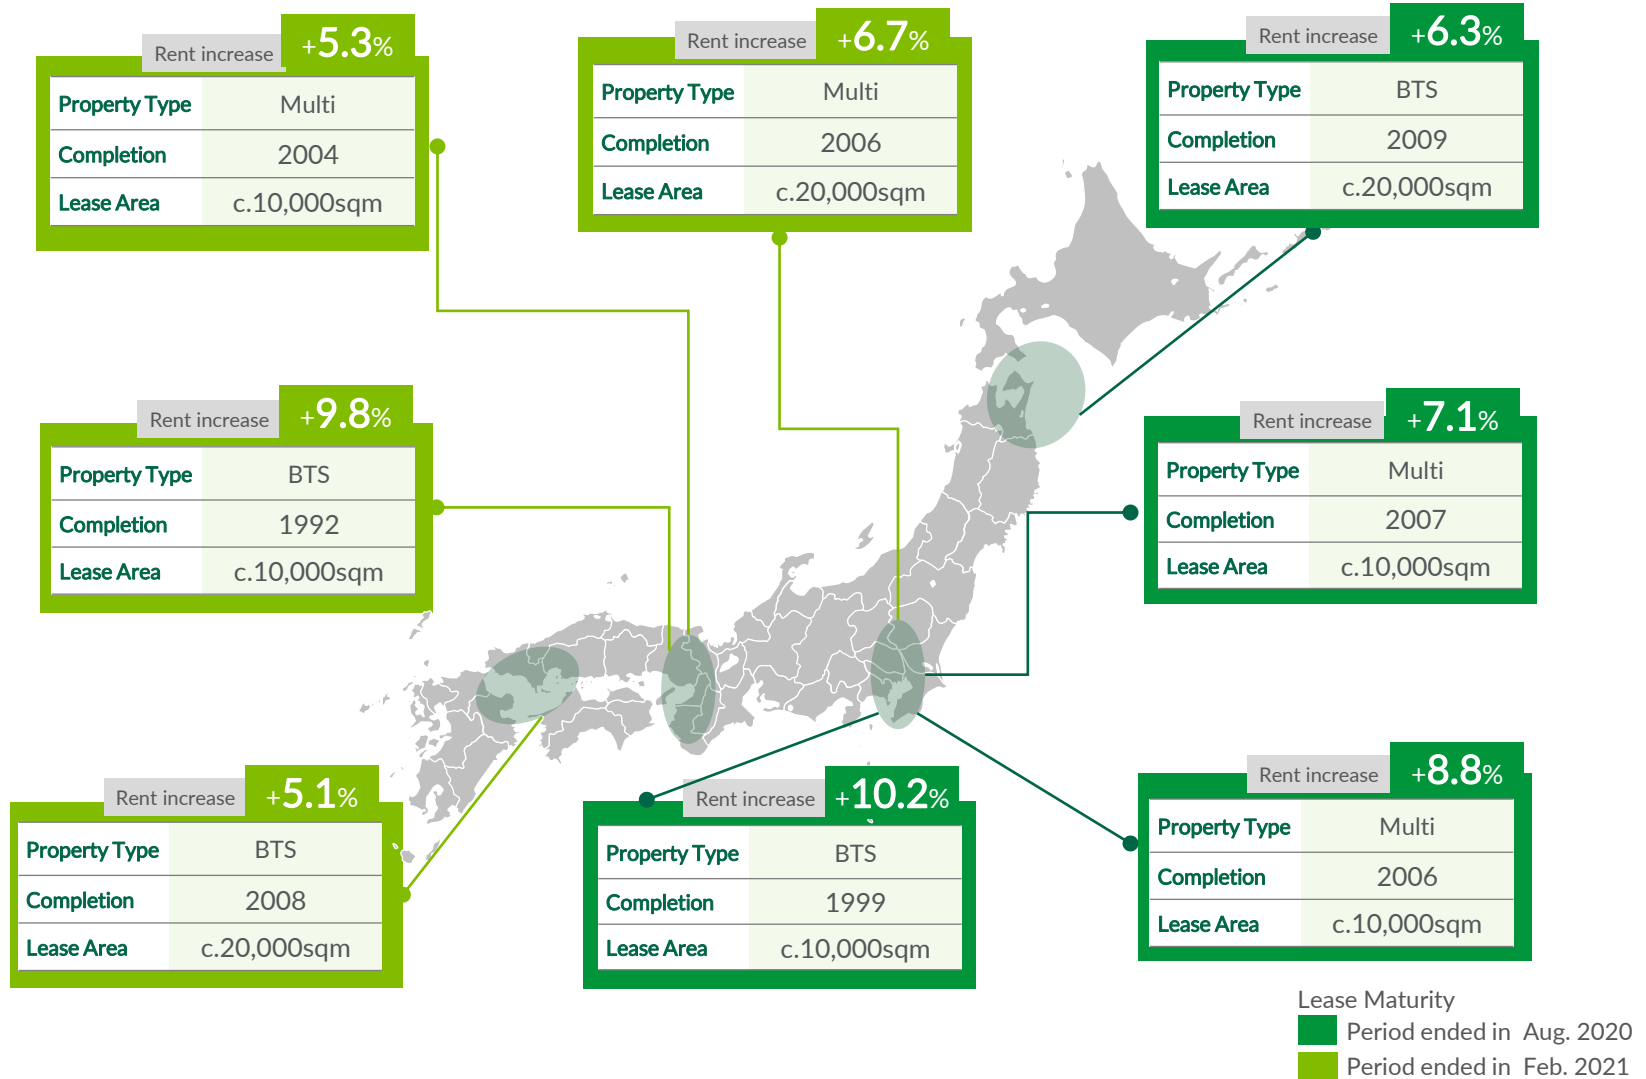 Rent increase +5.3%
Property Type Multi
Completion 2004
Lease Area c.10,000sqm
Rent increase +6.7%
Property Type Multi
Completion 2006
Lease Area c.20,000sqm
Rent increase +6.3%
Property Type BTS
Completion 2009
Lease Area c.20,000sqm
Rent increase +9.8%
Property Type BTS
Completion 1992
Lease Area c.10,000sqm
Rent increase +7.1%
Property Type Multi
Completion 2007
Lease Area c.10,000sqm
Rent increase +5.1%
Property Type BTS
Completion 2008
Lease Area c.20,000sqm
Rent increase +10.2%
Property Type BTS
Completion 1999
Lease Area c.10,000sqm
Rent increase +8.8%
Property Type Multi
Completion 2006
Lease Area c.10,000sqm
Lease Maturity
Period ended in Aug. 2020
Period ended in Feb. 2021